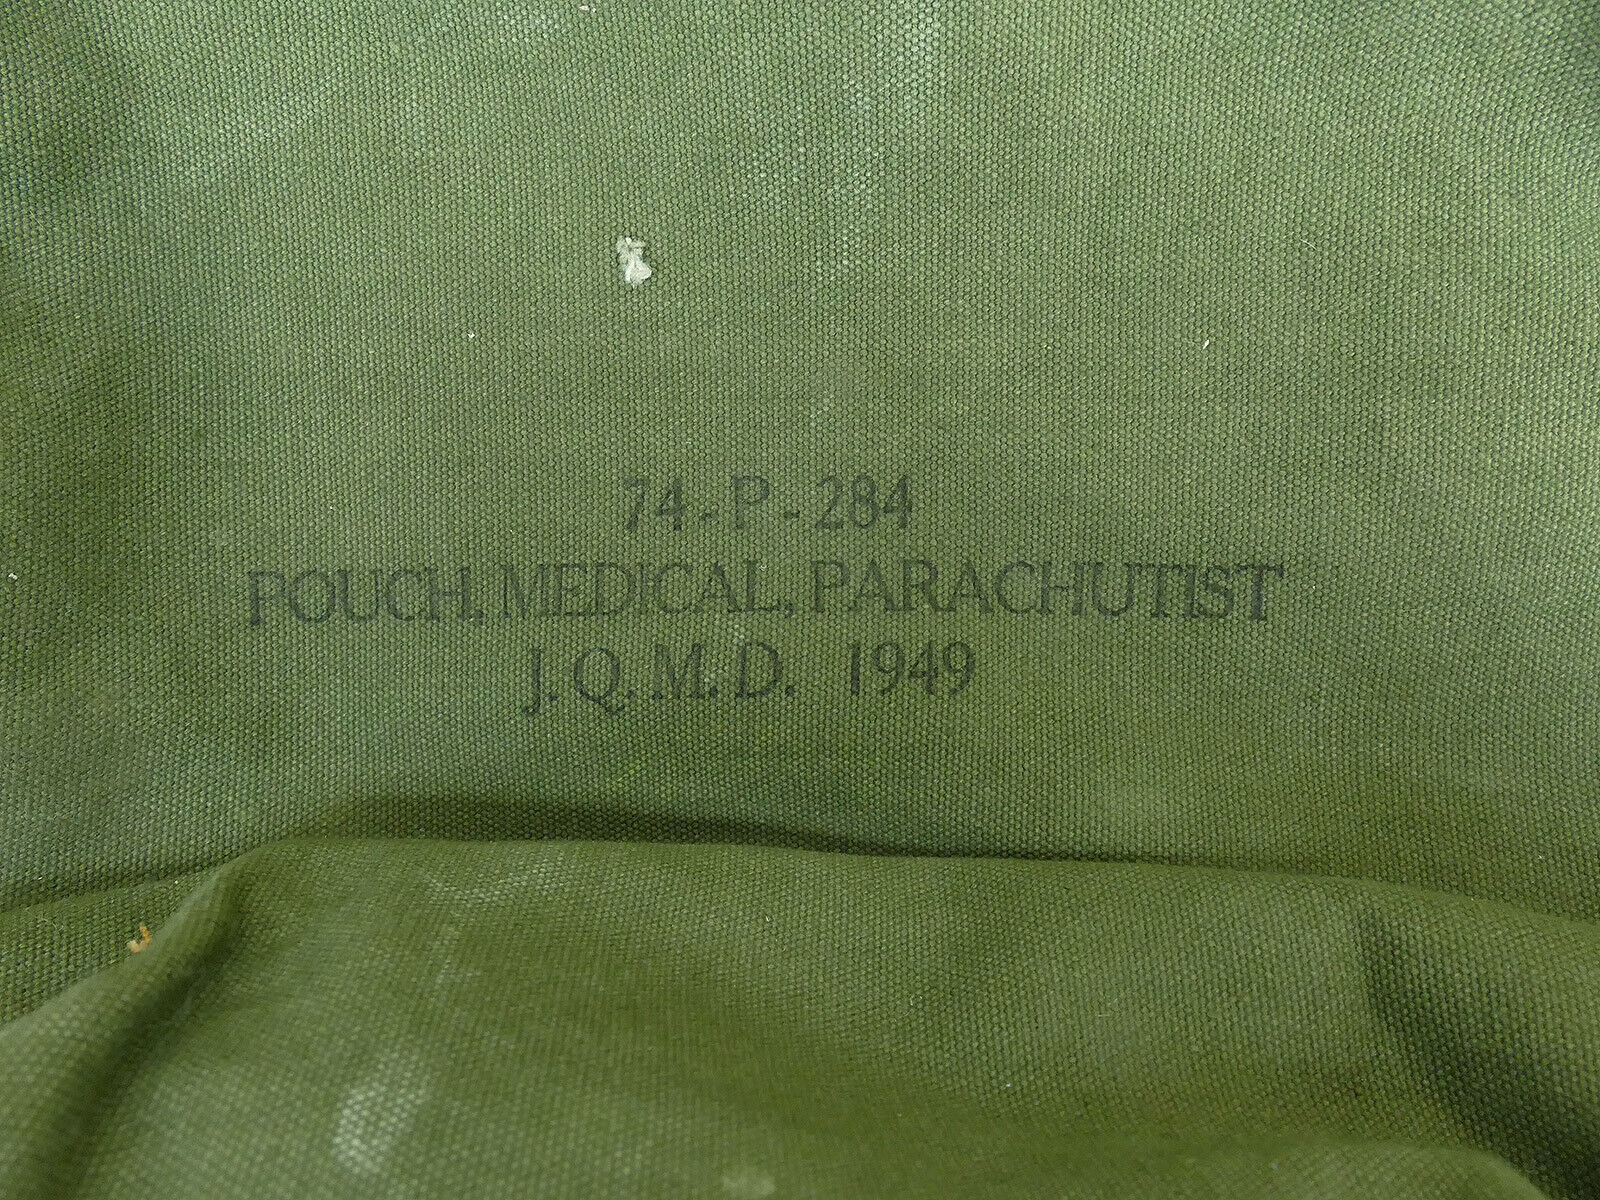 74-P-284
POUCH, MEDICAL, PARACHUTIST
J.Q.M.D. 1949